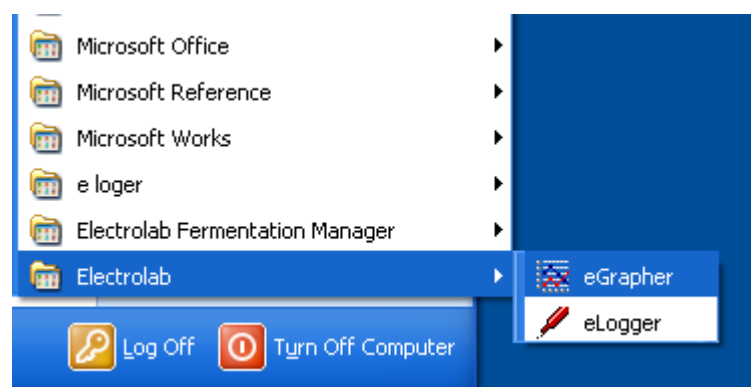 Microsoft Office
Microsoft Reference
Microsoft Works
e loger
Electrolab Fermentation Manager
Electrolab
eGrapher
eLogger
Log Off
Turn Off Computer